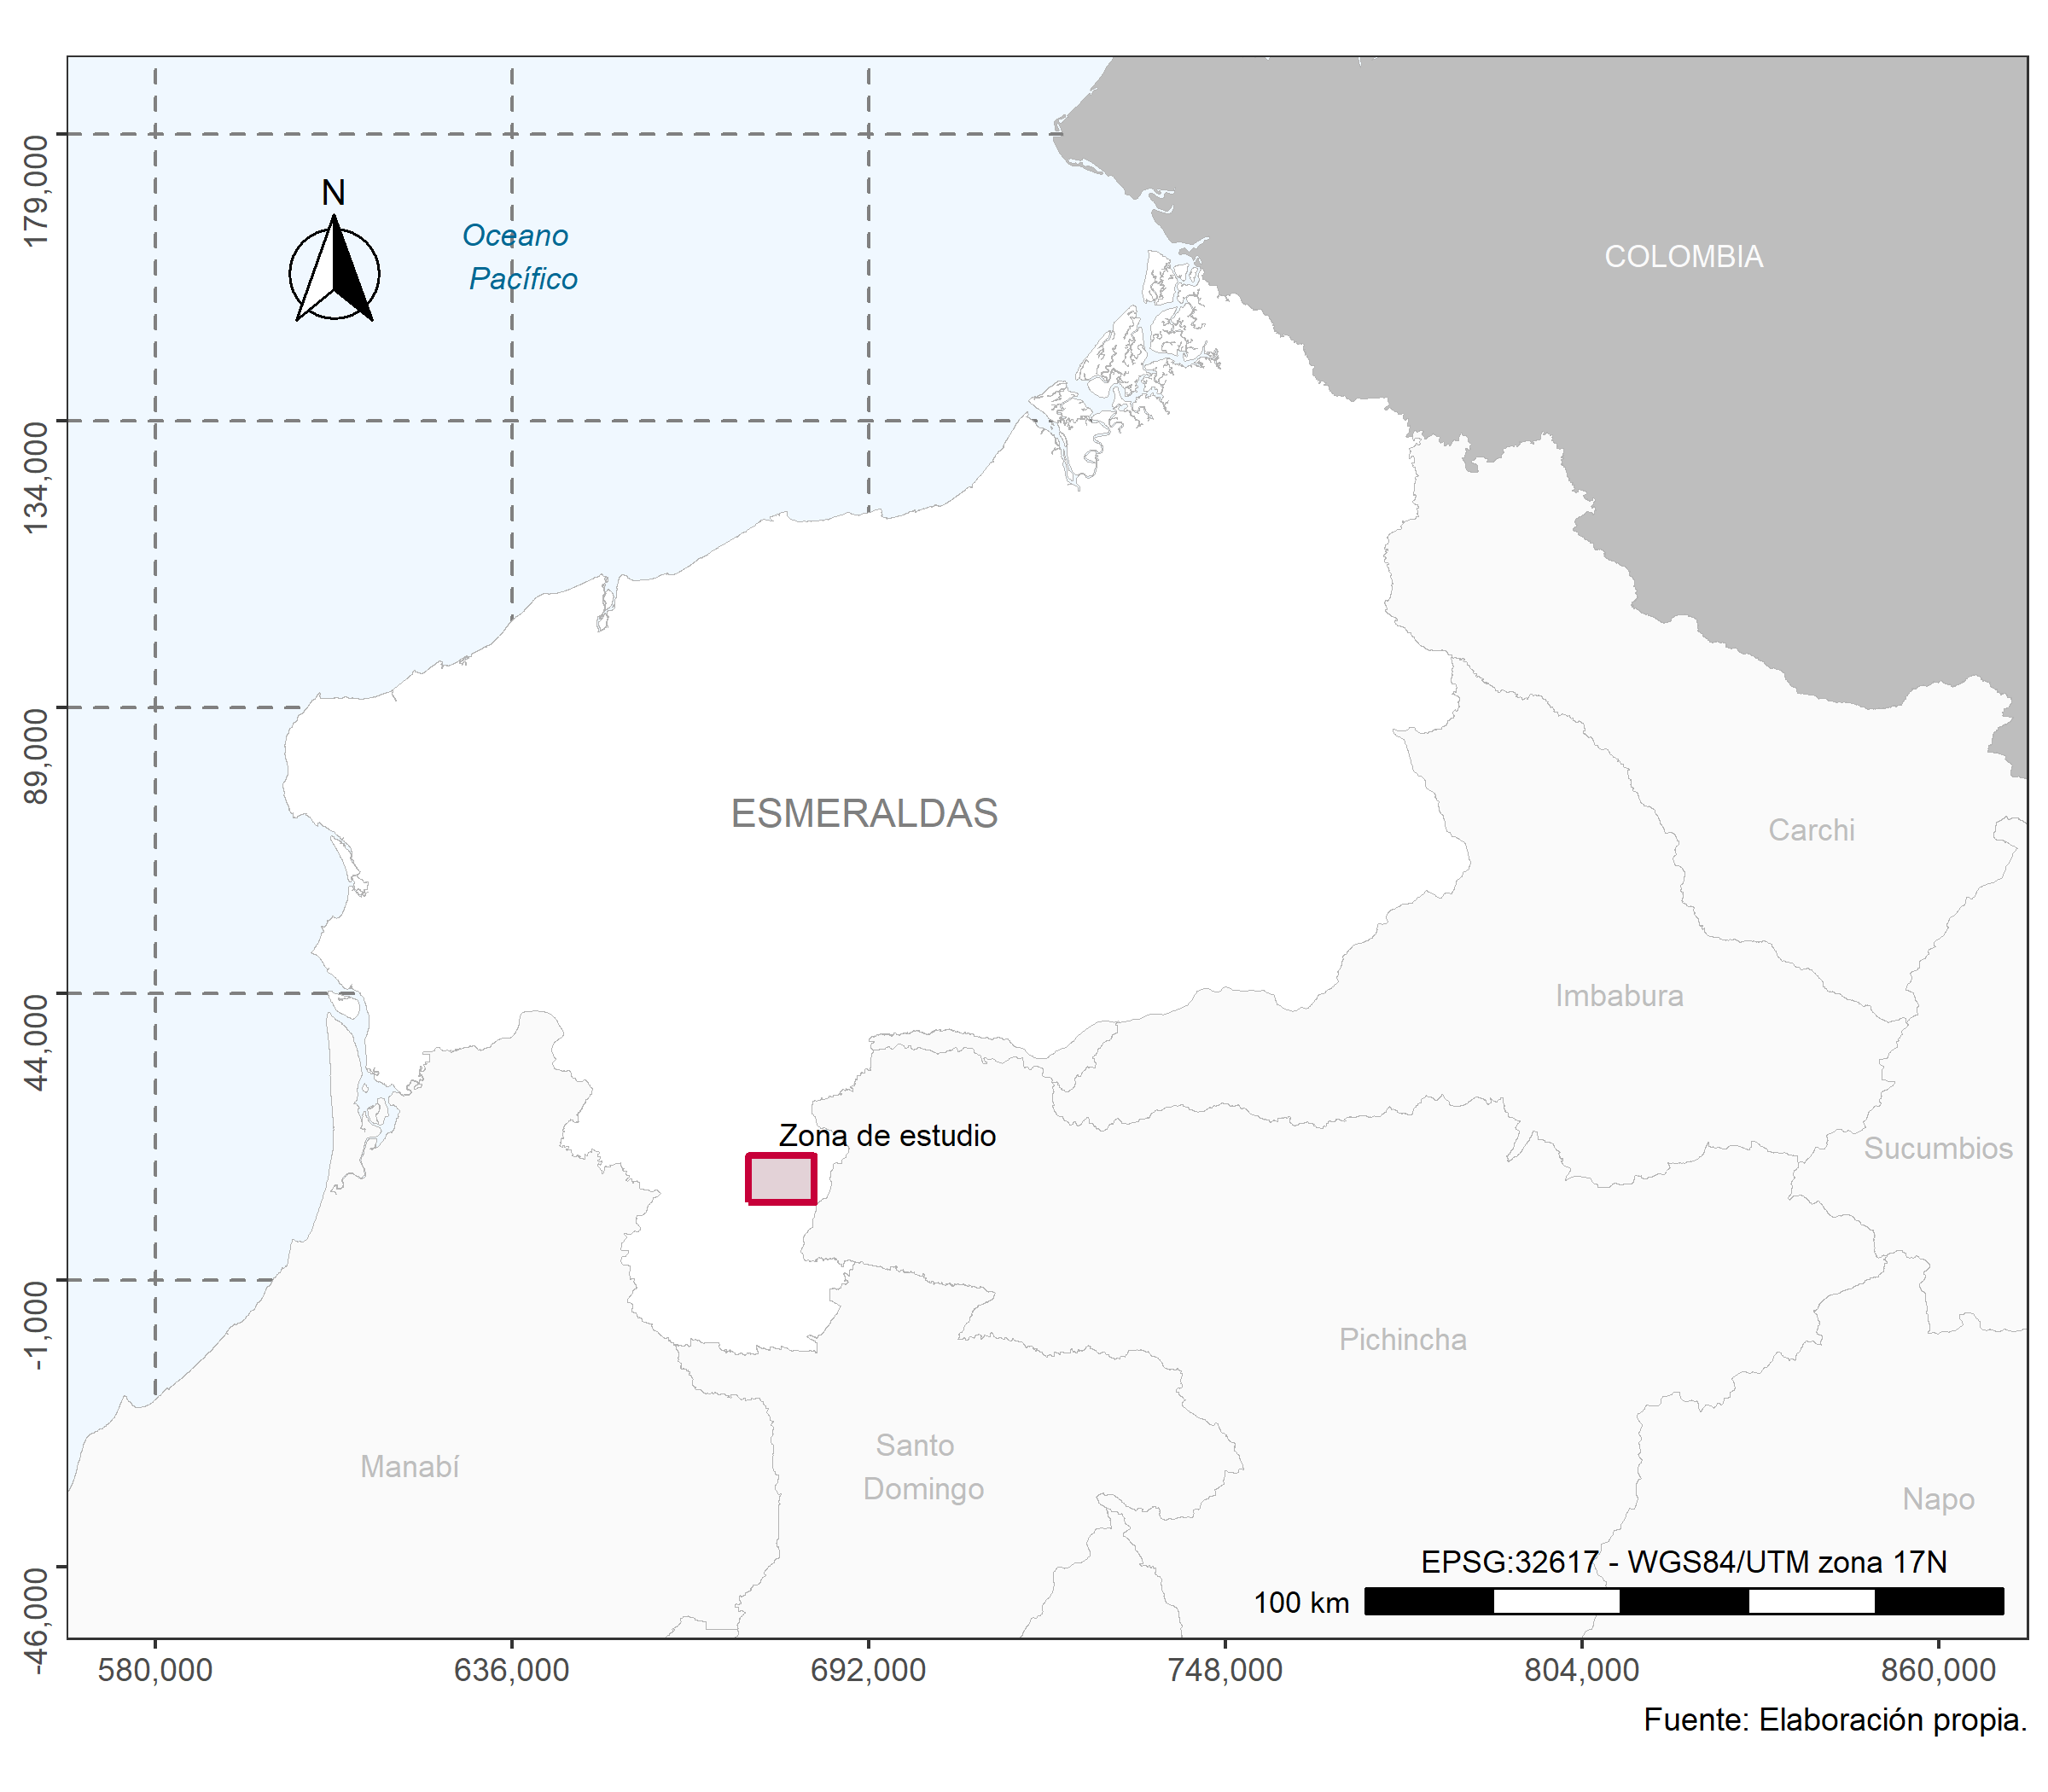 N
Oceano
Pacífico
COLOMBIA
179,000
134,000
89,000
ESMERALDAS
Carchi
44,000
Imbabura
Zona de estudio
Sucumbios
-1,000
Pichincha
Santo
Domingo
Manabí
Napo
EPSG:32617 - WGS84/UTM zona 17N
100 km
-46,000
580,000 636,000 692,000 748,000 804,000 860,000
Fuente: Elaboración propia.